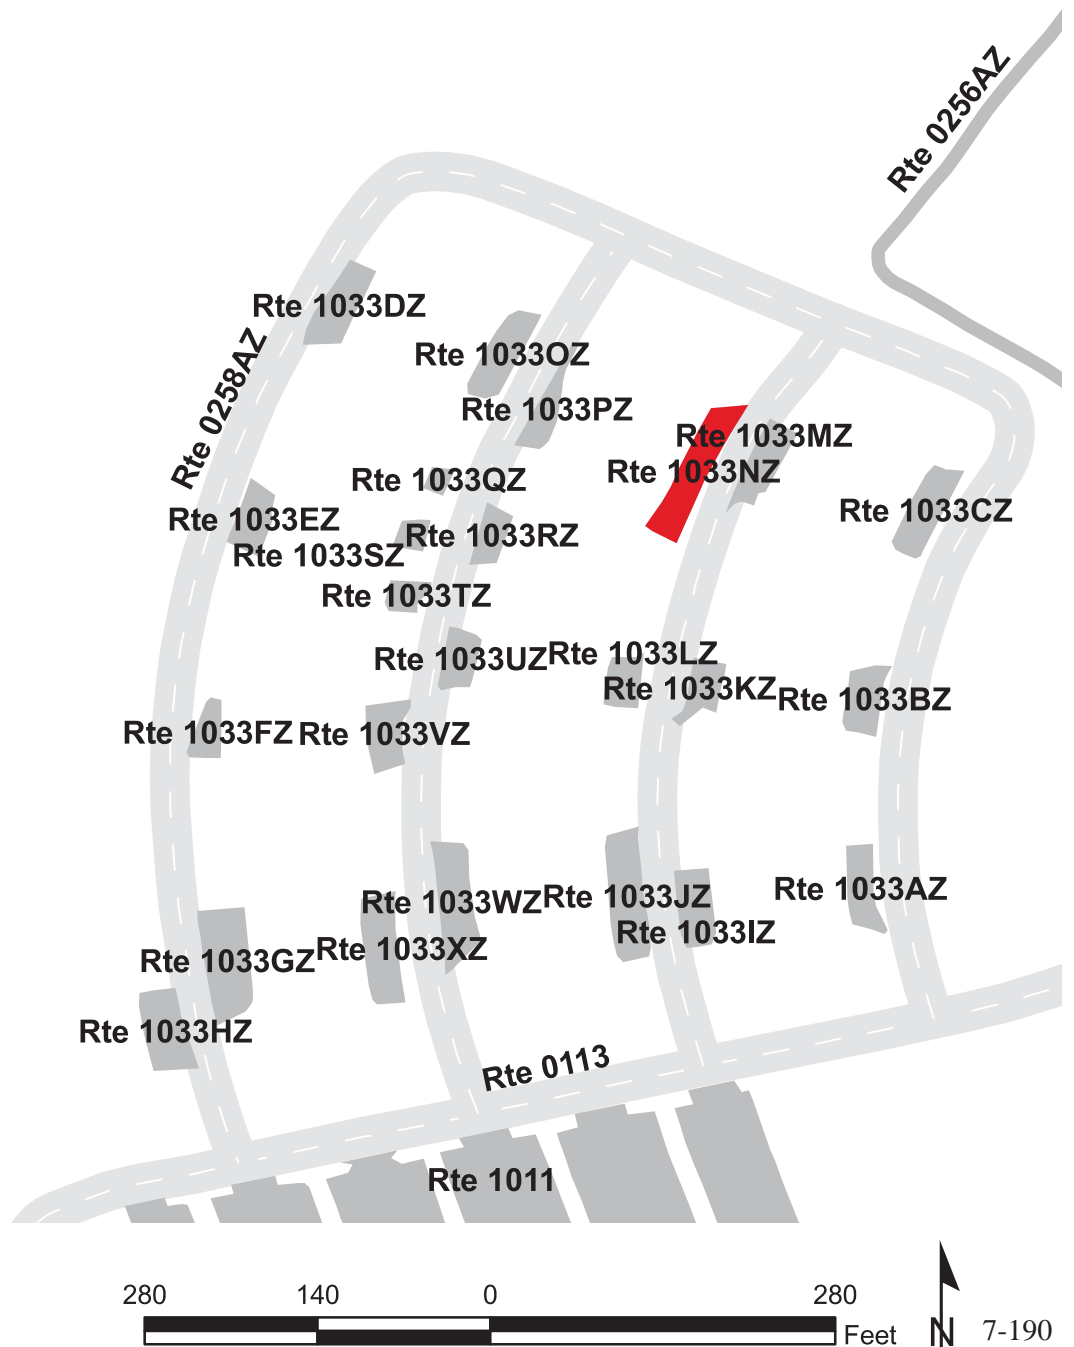 Rte 0256AZ
Rte 1033DZ
Rte 0258AZ
Rte 1033OZ
Rte 1033PZ
Rte 1033MZ
Rte 1033NZ
Rte 1033QZ
Rte 1033CZ
Rte 1033EZ
Rte 1033RZ
Rte 1033SZ
Rte 1033TZ
Rte 1033UZ
Rte 1033LZ
Rte 1033KZ
Rte 1033BZ
Rte 1033FZ
Rte 1033VZ
Rte 1033AZ
Rte 1033WZ
Rte 1033JZ
Rte 1033IZ
Rte 1033XZ
Rte 1033GZ
Rte 1033HZ
Rte 0113
Rte 1011
280 140 0 280
Feet
N
7-190